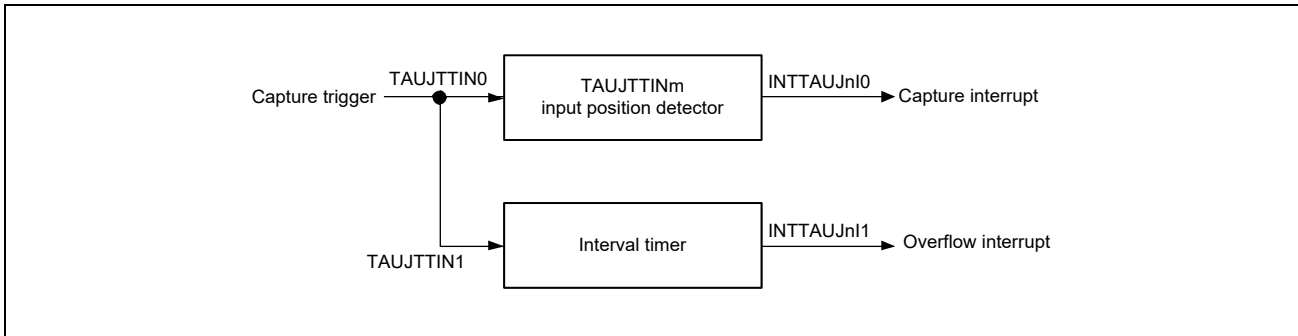 TAUJTTIN0
Capture trigger
TAUJTTINm
input position detector
INTTAUJnI0
Capture interrupt
TAUJTTIN1
Interval timer
INTTAUJnI1
Overflow interrupt